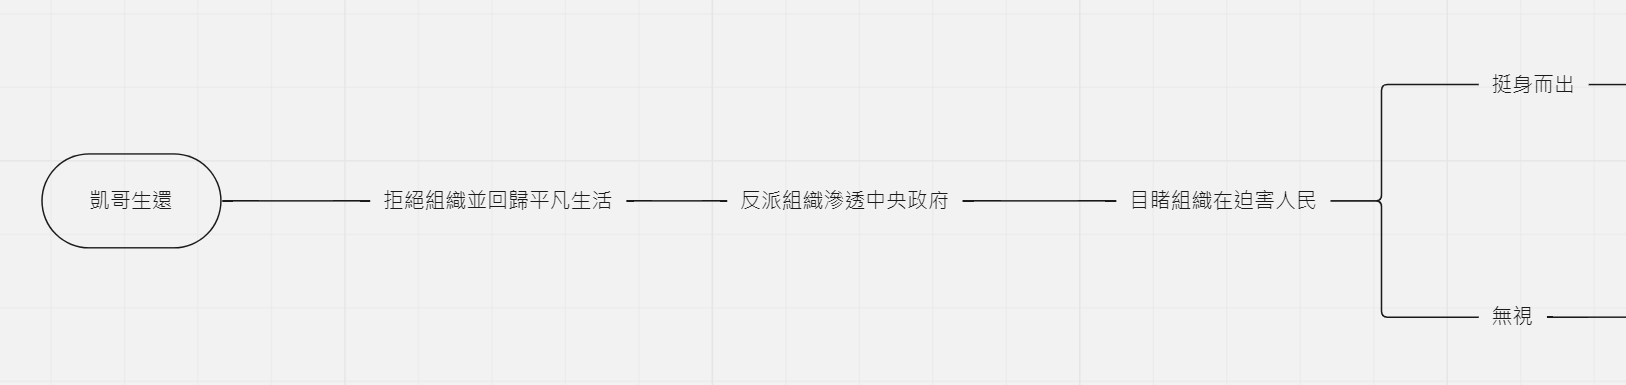 凱哥生還
拒絕組織並回歸平凡生活
反派組織滲透中央政府
目睹組織在迫害人民
挺身而出
無視